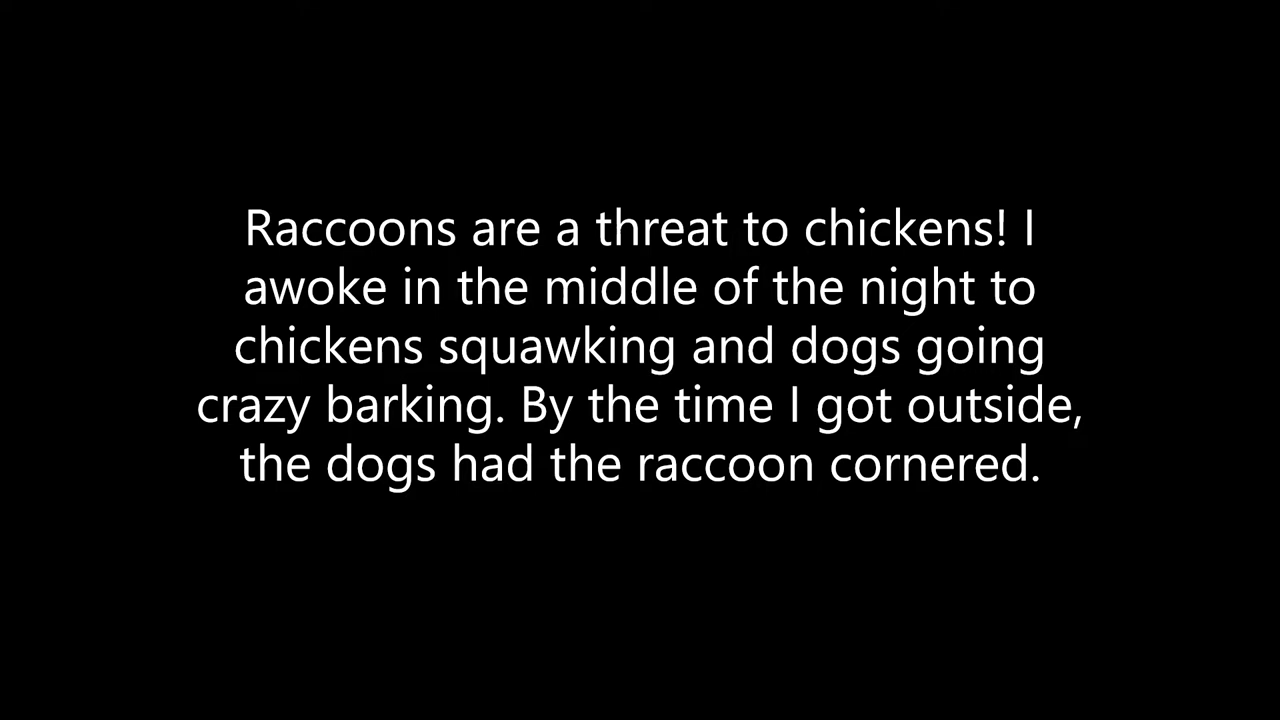 Raccoons are a threat to chickens! I
awoke in the middle of the night to
chickens squawking and dogs going
crazy barking. By the time I got outside,
the dogs had the raccoon cornered.